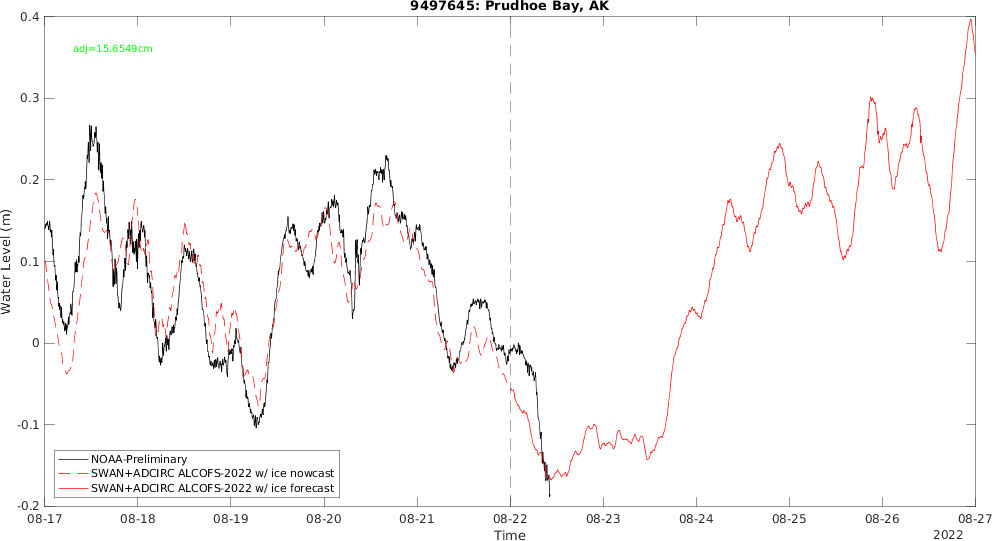 9497645: Prudhoe Bay, AK
adj=15.6549cm
0.4
0.3
0.2
0.1
0
-0.1
-0.2
Water Level (m)
NOAA-Preliminary
SWAN+ADCIRC ALCOFS-2022 w/ ice nowcast
SWAN+ADCIRC ALCOFS-2022 w/ ice forecast
08-17 08-18 08-19 08-20 08-21 08-22 08-23 08-24 08-25 08-26 08-27
Time
2022